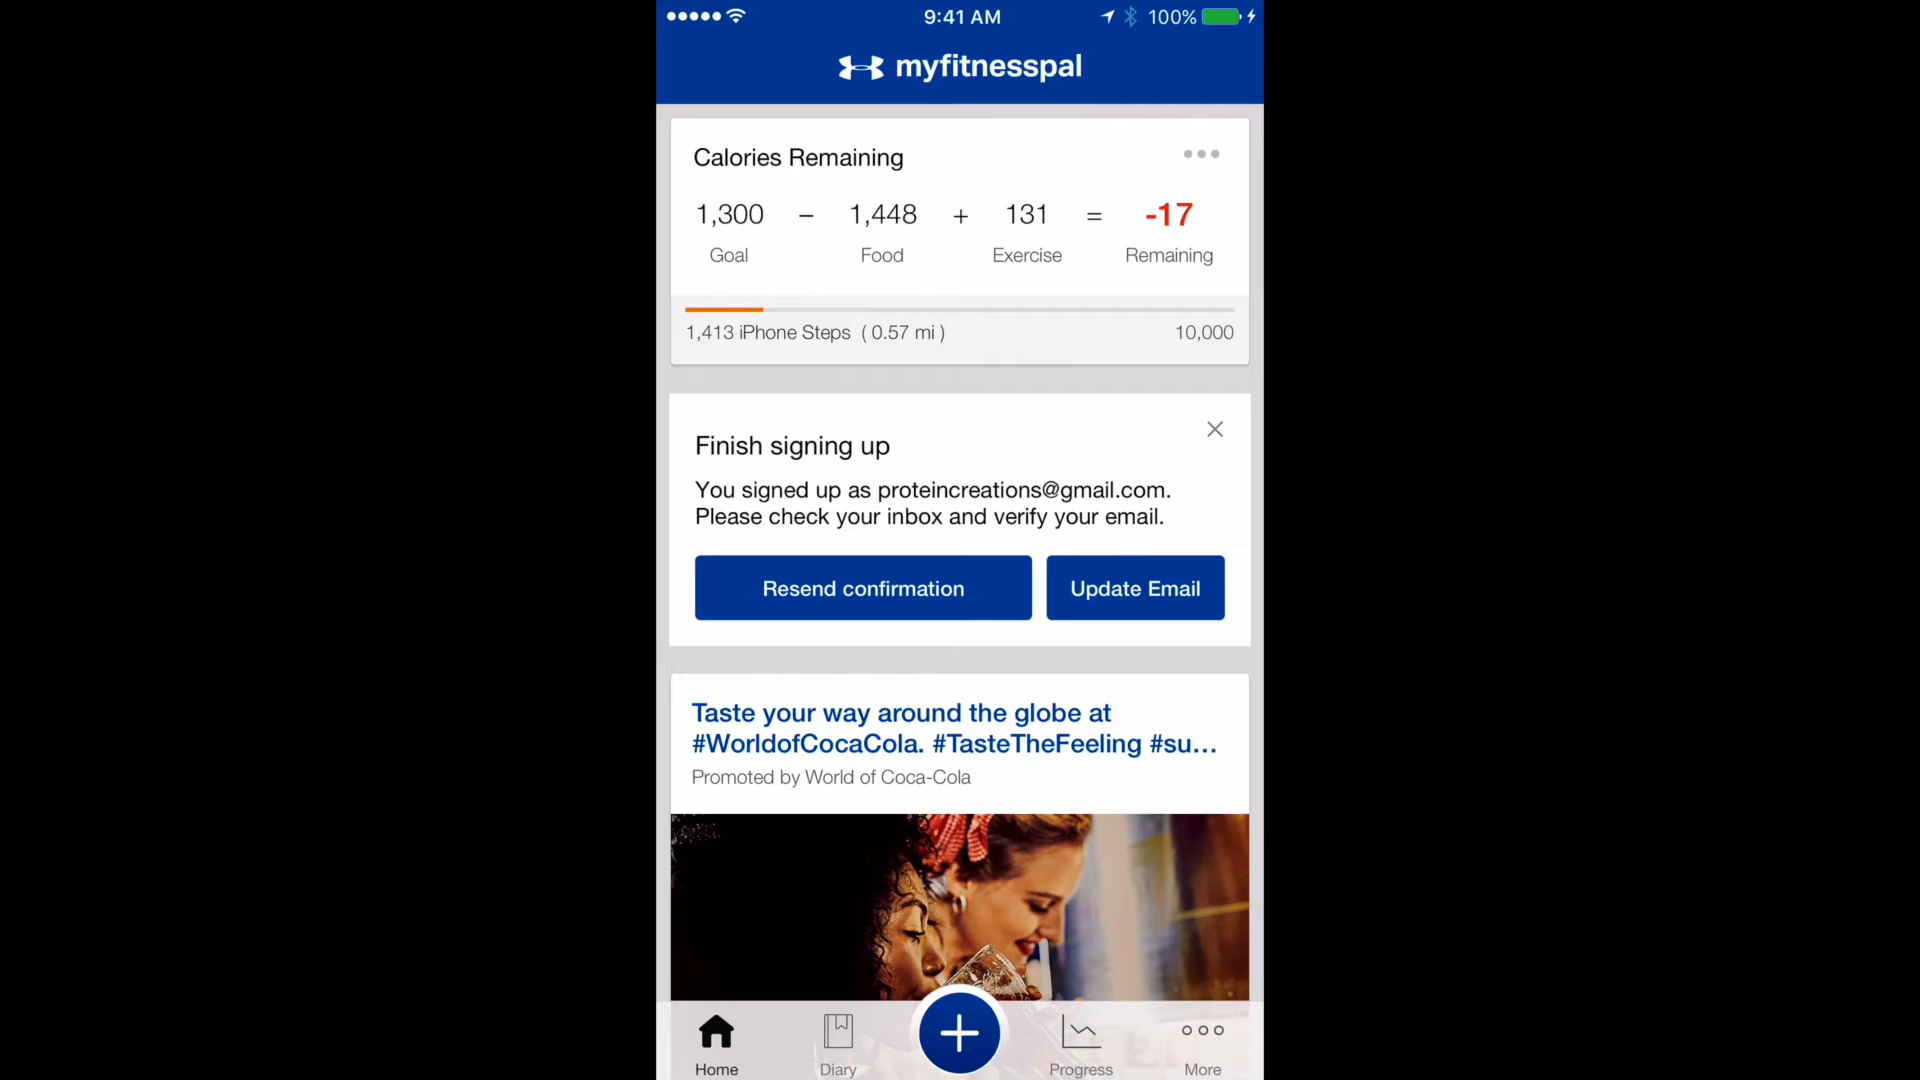 9:41 AM
100%
myfitnesspal
Calories Remaining
1,300 – 1,448 + 131 = -17
Goal Food Exercise Remaining
1,413 iPhone Steps ( 0.57 mi ) 10,000
Finish signing up
You signed up as proteincreations@gmail.com.
Please check your inbox and verify your email.
Resend confirmation Update Email
Taste your way around the globe at
#WorldofCocaCola. #TasteTheFeeling #su...
Promoted by World of Coca-Cola
Home Diary Progress More